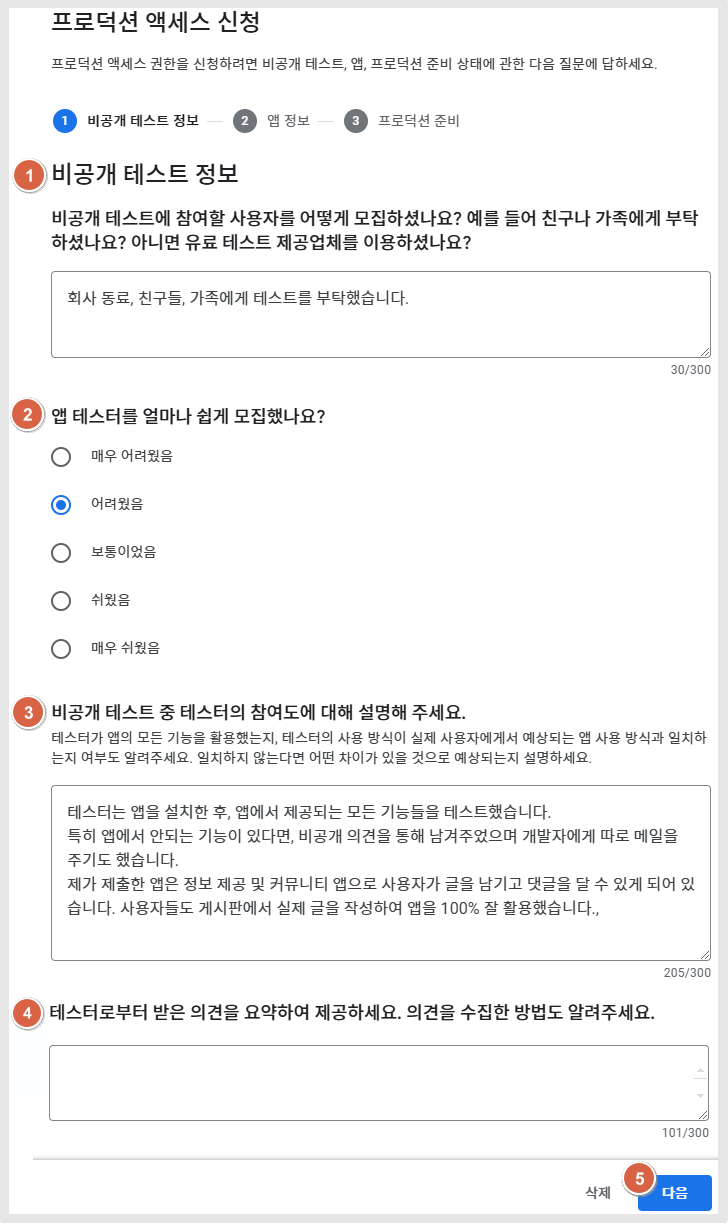 프로덕션 액세스 신청
프로덕션 액세스 권한을 신청하려면 비공개 테스트, 앱, 프로덕션 준비 상태에 관한 다음 질문에 답하세요.
1 비공개 테스트 정보 2 앱 정보 3 프로덕션 준비
1 비공개 테스트 정보
비공개 테스트에 참여할 사용자를 어떻게 모집하셨나요? 예를 들어 친구나 가족에게 부탁
하셨나요? 아니면 유료 테스트 제공업체를 이용하셨나요?
회사 동료, 친구들, 가족에게 테스트를 부탁했습니다.
30/300
2 앱 테스터를 얼마나 쉽게 모집했나요?
매우 어려웠음
어려웠음
보통이었음
쉬웠음
매우 쉬웠음
3 비공개 테스트 중 테스터의 참여도에 대해 설명해 주세요.
테스터가 앱의 모든 기능을 활용했는지, 테스터의 사용 방식이 실제 사용자에게서 예상되는 앱 사용 방식과 일치하
는지 여부도 알려주세요. 일치하지 않는다면 어떤 차이가 있을 것으로 예상되는지 설명하세요.
테스터는 앱을 설치한 후, 앱에서 제공되는 모든 기능들을 테스트했습니다.
특히 앱에서 안되는 기능이 있다면, 비공개 의견을 통해 남겨주었으며 개발자에게 따로 메일을
주기도 했습니다.
제가 제출한 앱은 정보 제공 및 커뮤니티 앱으로 사용자가 글을 남기고 댓글을 달 수 있게 되어 있
습니다. 사용자들도 게시판에서 실제 글을 작성하여 앱을 100% 잘 활용했습니다.,
205/300
4 테스터로부터 받은 의견을 요약하여 제공하세요. 의견을 수집한 방법도 알려주세요.
101/300
삭제 5 다음